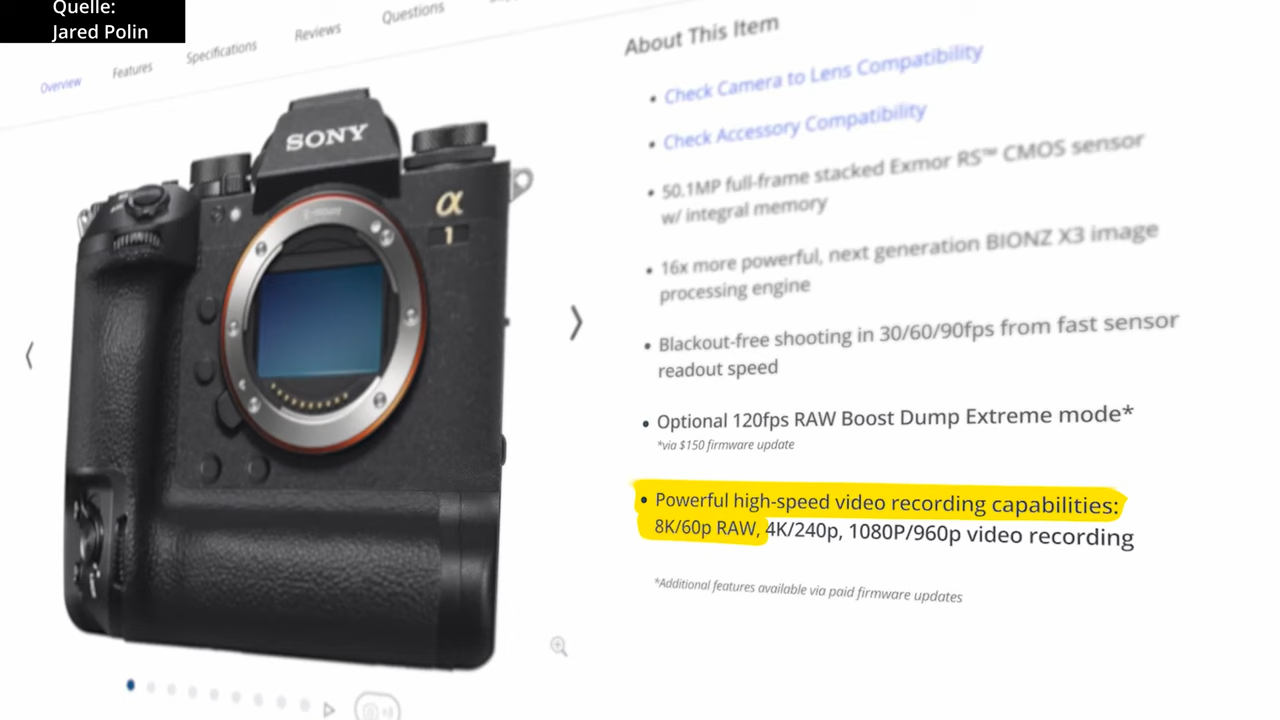 Quelle:
Jared Polin
Overview
Features
Specifications
Reviews
Questions
SONY
α
1
About This Item
• Check Camera to Lens Compatibility
• Check Accessory Compatibility
• 50.1MP full-frame stacked Exmor RS™ CMOS sensor
w/ integral memory
• 16x more powerful, next generation BIONZ X3 image
processing engine
• Blackout-free shooting in 30/60/90fps from fast sensor
readout speed
• Optional 120fps RAW Boost Dump Extreme mode*
*via $150 firmware update
• Powerful high-speed video recording capabilities:
8K/60p RAW, 4K/240p, 1080P/960p video recording
*Additional features available via paid firmware updates